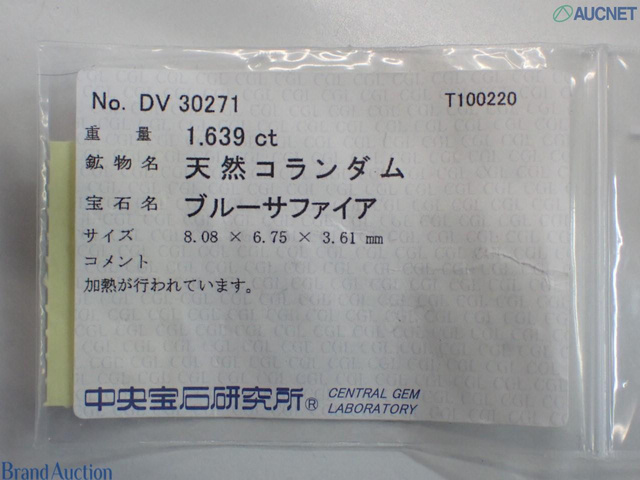 AUCNET
No. DV 30271 T100220
重量 1.639 ct
鉱物名 天然コランダム
宝石名 ブルーサファイア
サイズ 8.08 × 6.75 × 3.61 mm
コメント
加熱が行われています。
中央宝石研究所® CENTRAL GEM
LABORATORY
Brand Auction